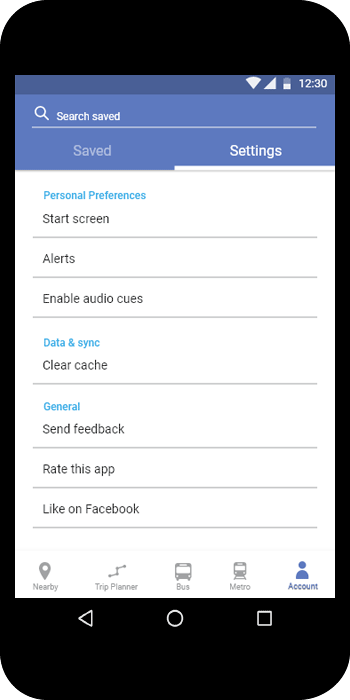 12:30
Search saved
Saved Settings
Personal Preferences
Start screen
Alerts
Enable audio cues
Data & sync
Clear cache
General
Send feedback
Rate this app
Like on Facebook
Nearby Trip Planner Bus Metro Account